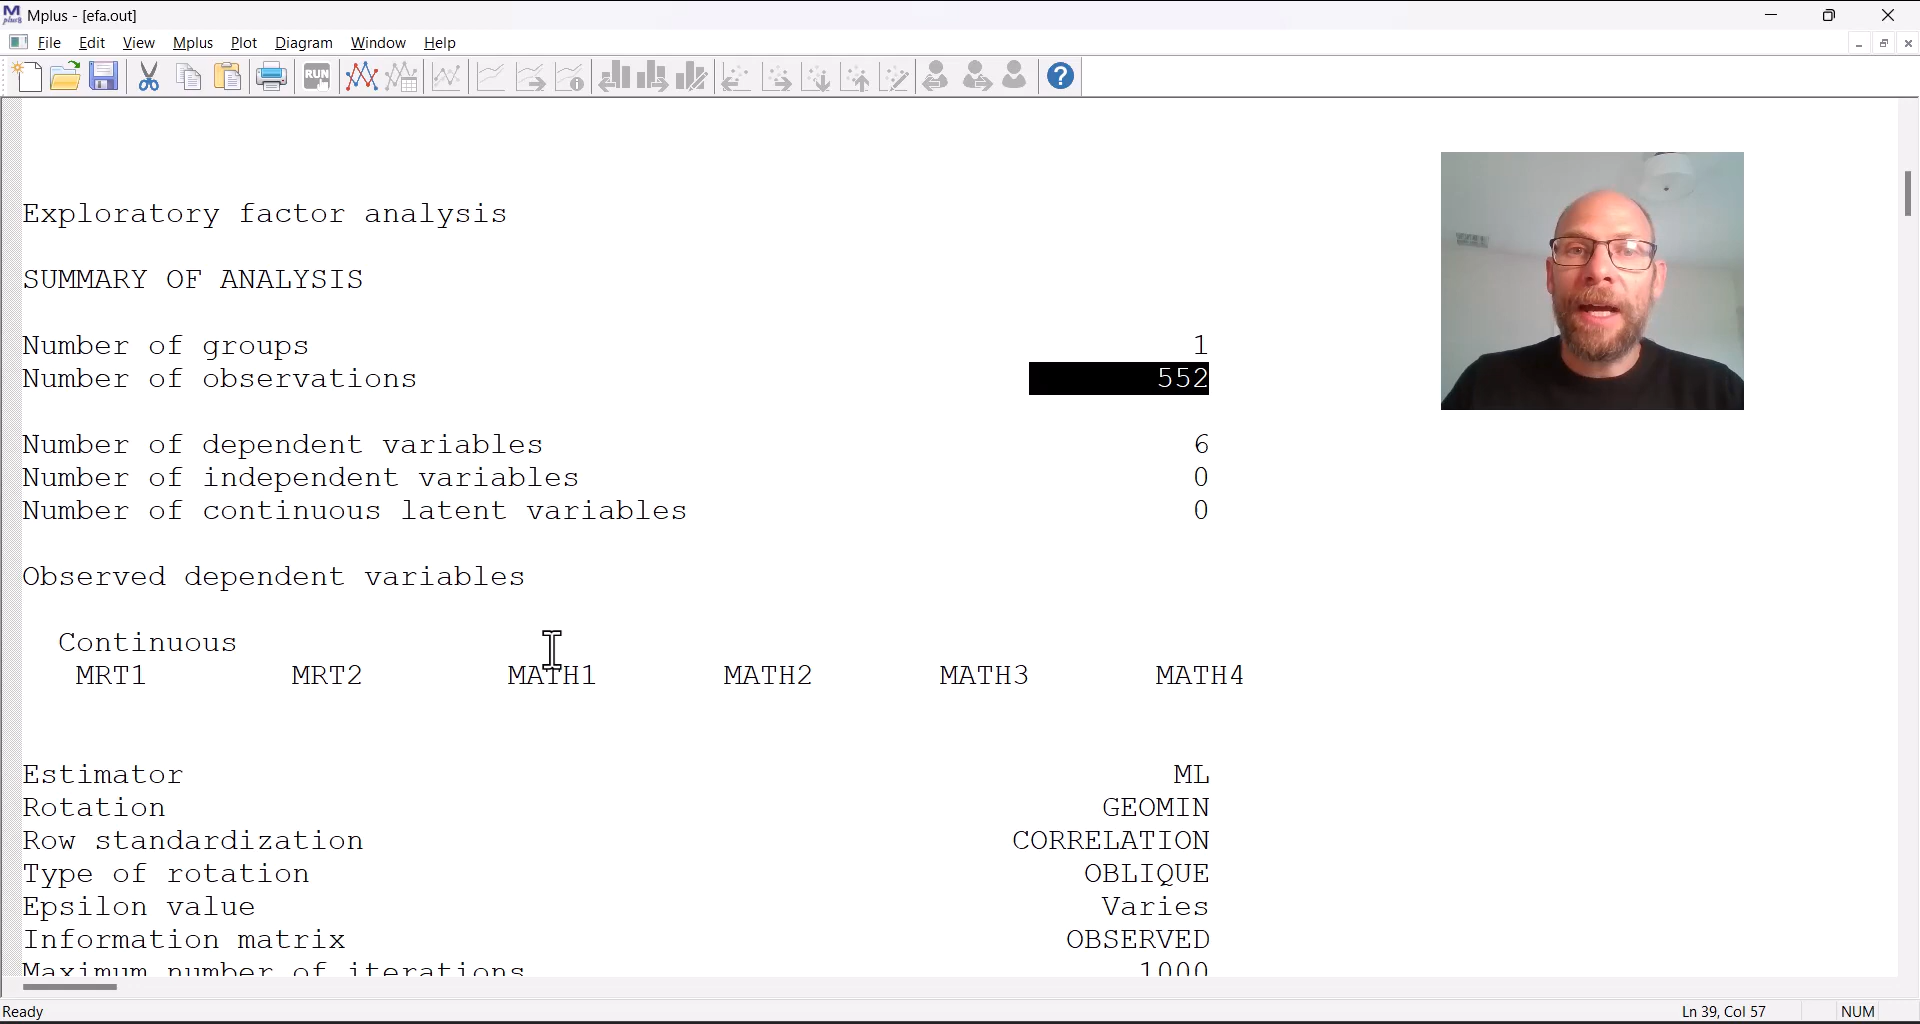 Mplus - [efa.out]
File Edit View Mplus Plot Diagram Window Help
RUN
Exploratory factor analysis
SUMMARY OF ANALYSIS
Number of groups 1
Number of observations 552
Number of dependent variables 6
Number of independent variables 0
Number of continuous latent variables 0
Observed dependent variables
Continuous
MRT1 MRT2 MATH1 MATH2 MATH3 MATH4
Estimator ML
Rotation GEOMIN
Row standardization CORRELATION
Type of rotation OBLIQUE
Epsilon value Varies
Information matrix OBSERVED
Maximum number of iterations 1000
Ready Ln 39, Col 57 NUM